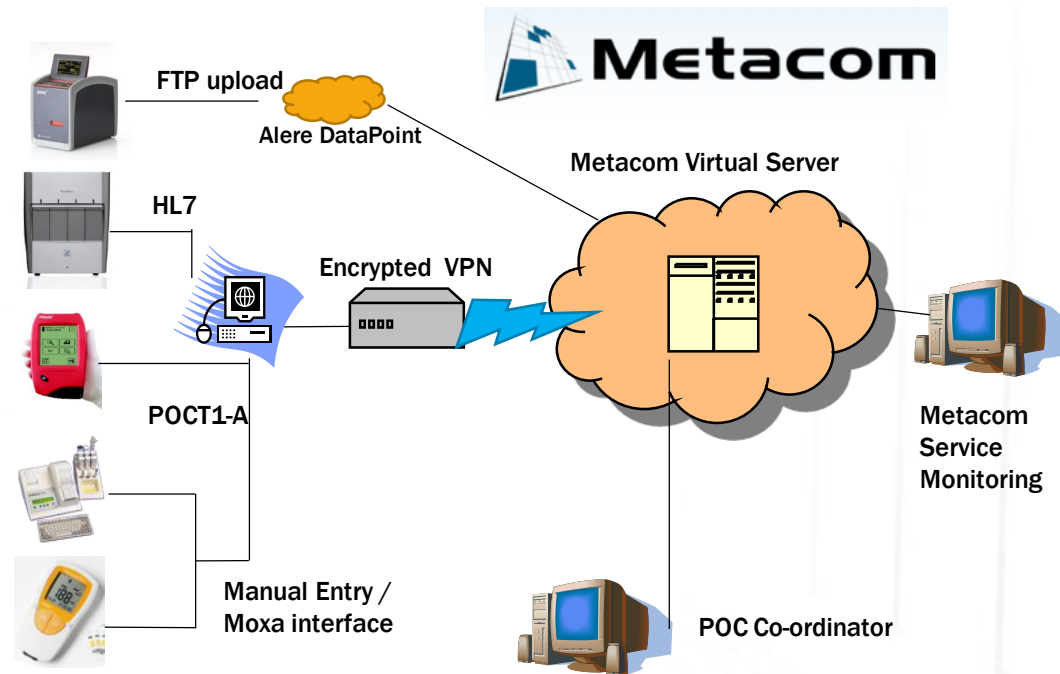 Metacom
FTP upload
Alere DataPoint
Metacom Virtual Server
HL7
Encrypted VPN
POCT1-A
Metacom
Service
Monitoring
Manual Entry /
Moxa interface
POC Co-ordinator